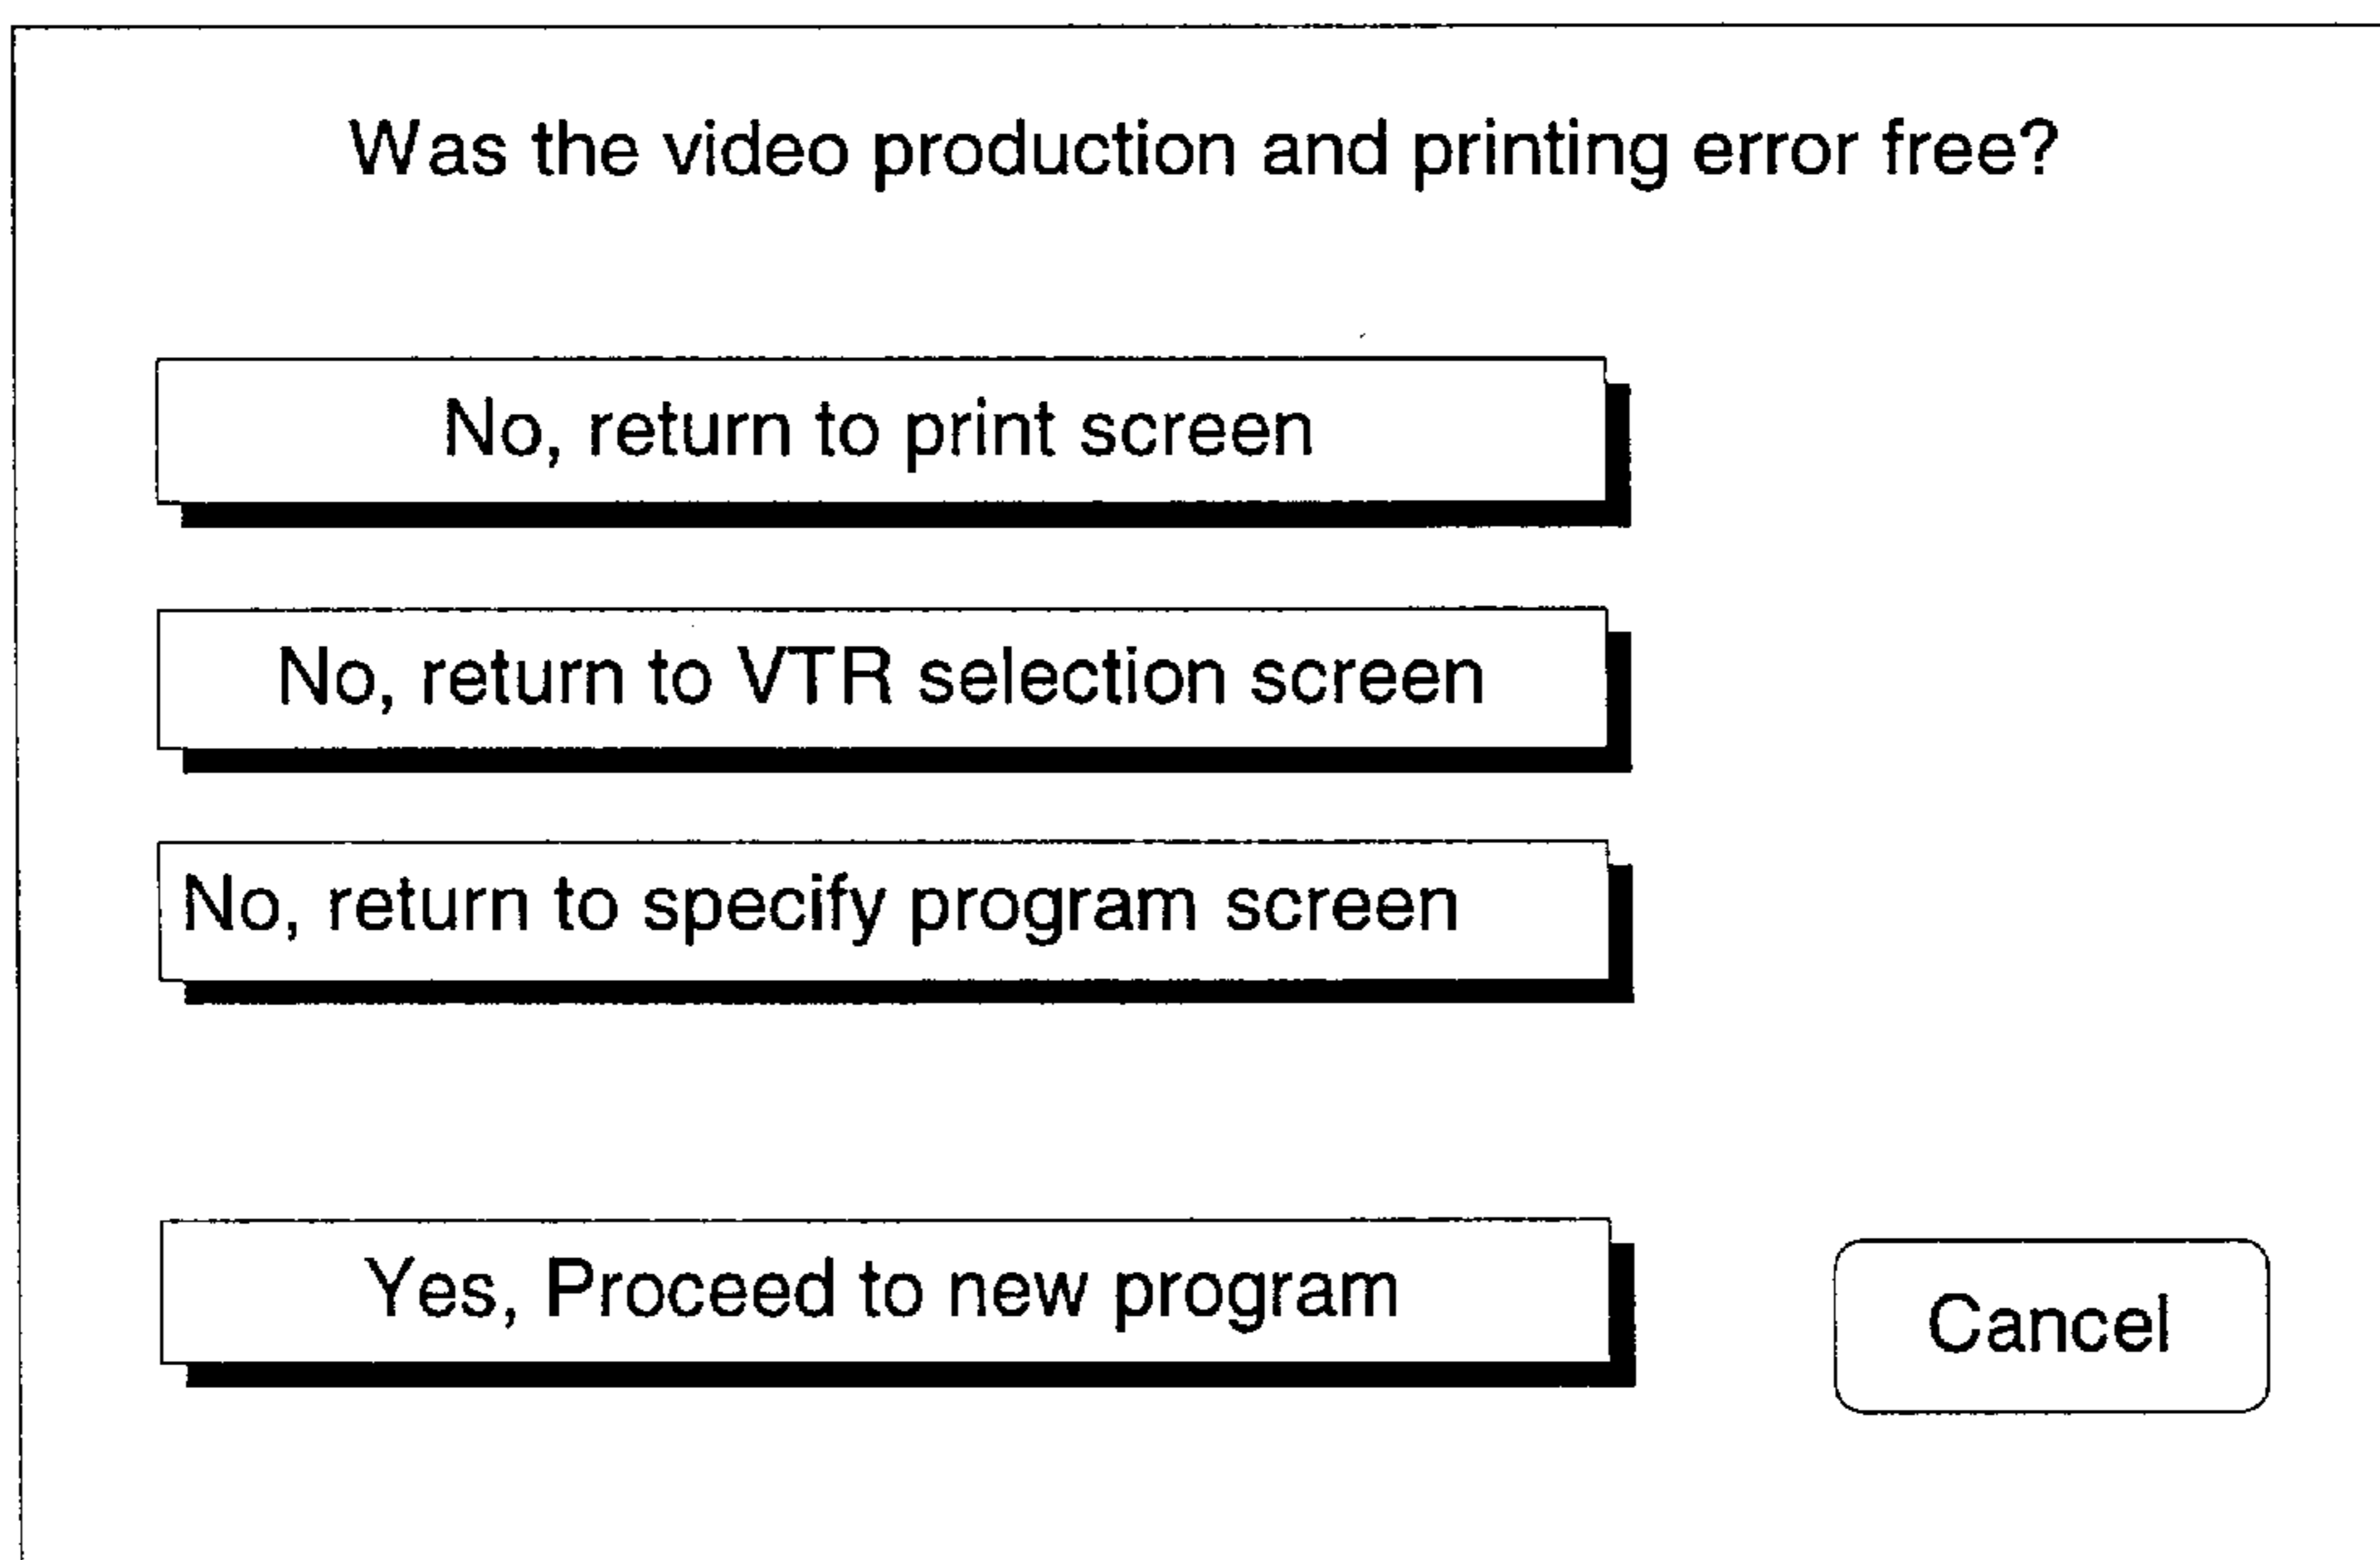 Was the video production and printing error free?
No, return to print screen
No, return to VTR selection screen
No, return to specify program screen
Yes, Proceed to new program
Cancel